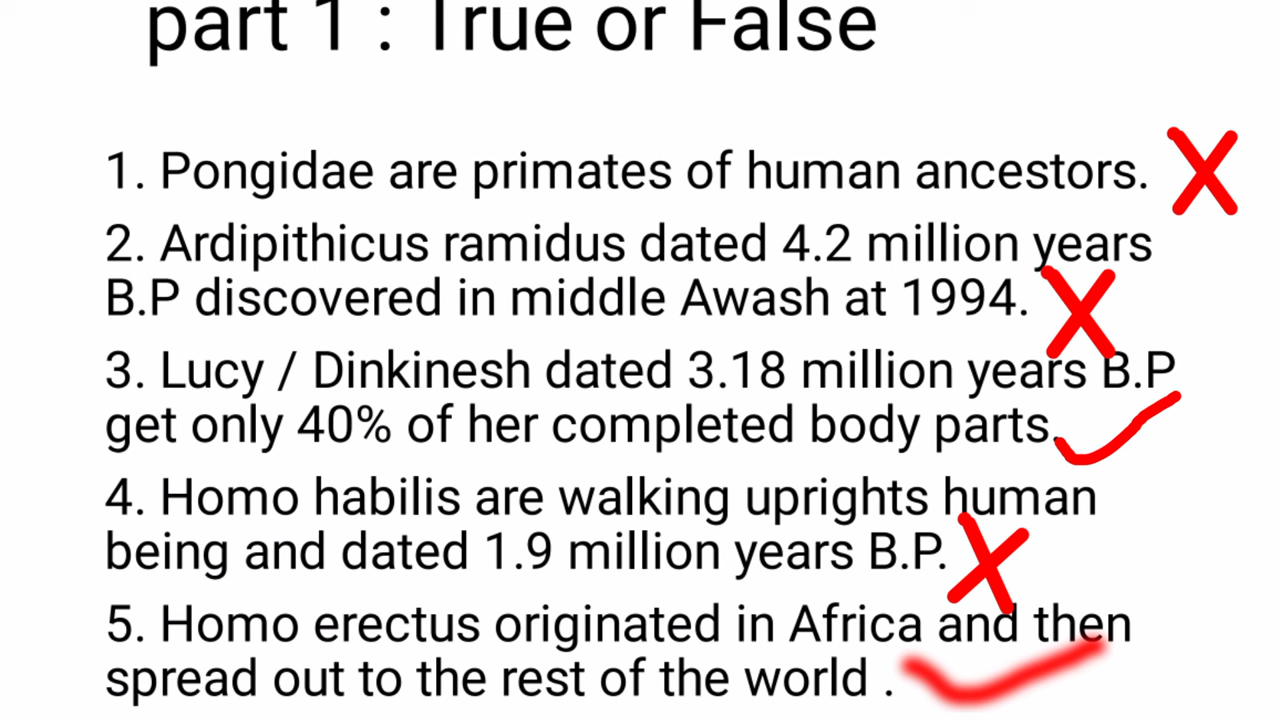 part 1 : True or False
1. Pongidae are primates of human ancestors.
2. Ardipithicus ramidus dated 4.2 million years
B.P discovered in middle Awash at 1994.
3. Lucy / Dinkinesh dated 3.18 million years B.P
get only 40% of her completed body parts.
4. Homo habilis are walking uprights human
being and dated 1.9 million years B.P.
5. Homo erectus originated in Africa and then
spread out to the rest of the world .